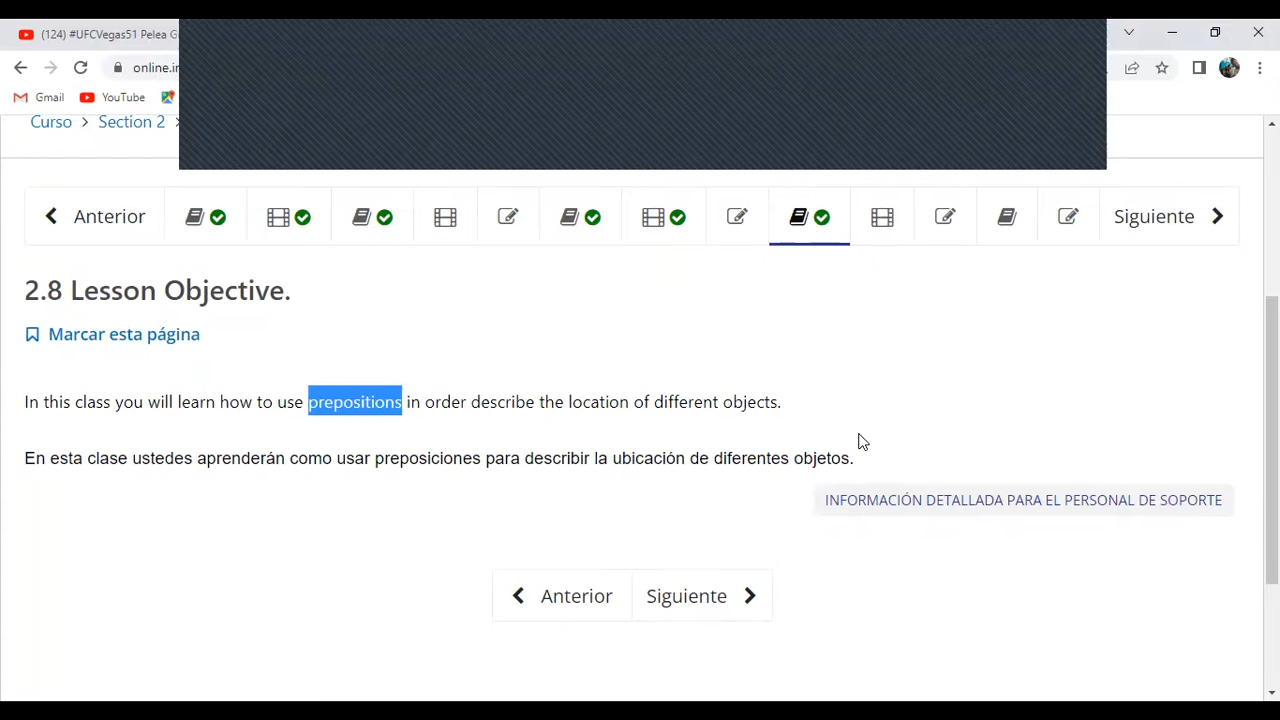 (124) #UFCVegas51 Pelea G
online.in
Gmail YouTube
Curso > Section 2 >
Anterior Siguiente
2.8 Lesson Objective.
Marcar esta página
In this class you will learn how to use prepositions in order describe the location of different objects.
En esta clase ustedes aprenderán como usar preposiciones para describir la ubicación de diferentes objetos.
INFORMACIÓN DETALLADA PARA EL PERSONAL DE SOPORTE
Anterior Siguiente